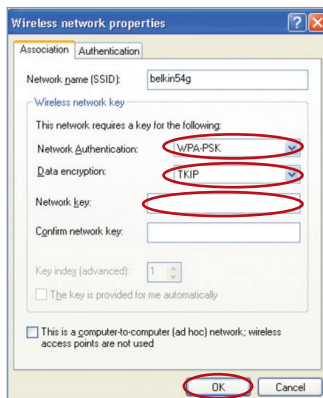 Wireless network properties
Association
Authentication
Network name (SSID):
belkin54g
Wireless network key
This network requires a key for the following:
Network Authentication:
WPA-PSK
Data encryption:
TKIP
Network key:
Confirm network key:
Key index (advanced):
1
The key is provided for me automatically
This is a computer-to-computer (ad hoc) network; wireless
access points are not used
OK
Cancel